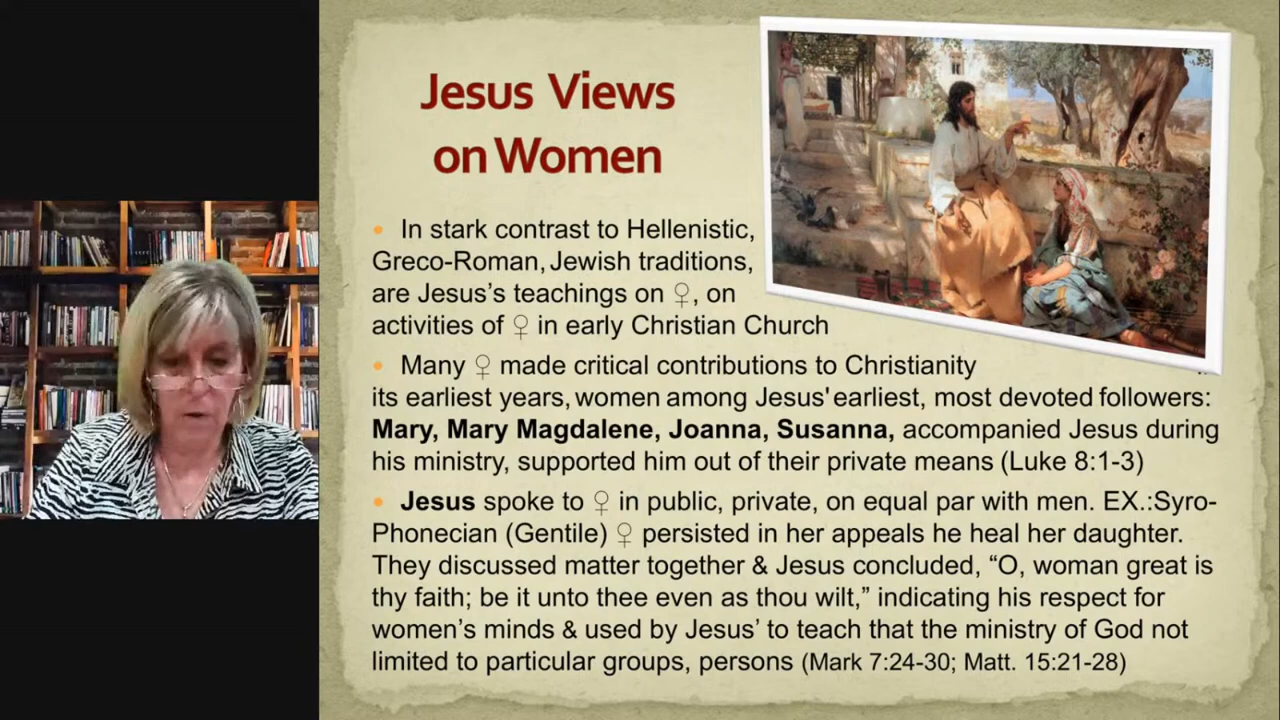 Jesus Views
on Women
• In stark contrast to Hellenistic,
Greco-Roman, Jewish traditions,
are Jesus's teachings on ♀, on
activities of ♀ in early Christian Church
• Many ♀ made critical contributions to Christianity
its earliest years, women among Jesus' earliest, most devoted followers:
Mary, Mary Magdalene, Joanna, Susanna, accompanied Jesus during
his ministry, supported him out of their private means (Luke 8:1-3)
• Jesus spoke to ♀ in public, private, on equal par with men. EX.:Syro-
Phonecian (Gentile) ♀ persisted in her appeals he heal her daughter.
They discussed matter together & Jesus concluded, “O, woman great is
thy faith; be it unto thee even as thou wilt,” indicating his respect for
women’s minds & used by Jesus’ to teach that the ministry of God not
limited to particular groups, persons (Mark 7:24-30; Matt. 15:21-28)